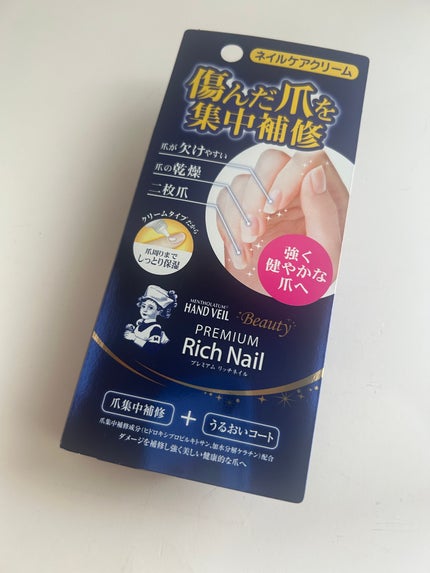 ネイルケアクリーム
傷んだ爪を
集中補修
爪が欠けやすい
爪の乾燥
二枚爪
クリームタイプだから
爪周りまで
しっとり保湿
強く
健やかな
爪へ
MENTHOLATUM®
HAND VEIL Beauty
PREMIUM
Rich Nail
プレミアム リッチネイル
爪集中補修 + うるおいコート
爪集中補修成分(ヒドロキシプロピルキトサン、加水分解ケラチン)配合
ダメージを補修し強く美しい健康的な爪へ